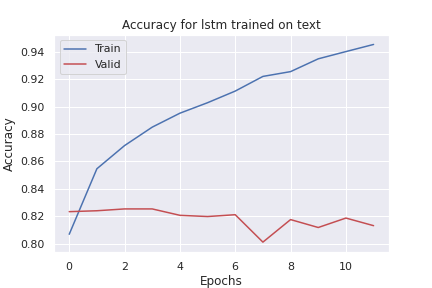 Accuracy for lstm trained on text
Train
Valid
0.94
0.92
0.90
0.88
0.86
0.84
0.82
0.80
Accuracy
0 2 4 6 8 10
Epochs